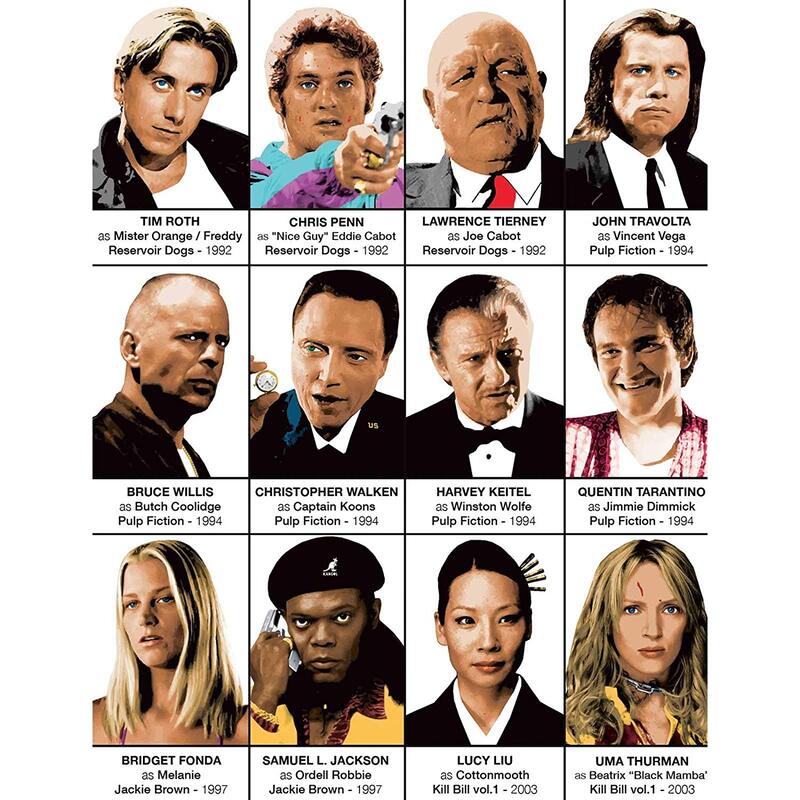 TIM ROTH
as Mister Orange / Freddy
Reservoir Dogs - 1992
CHRIS PENN
as "Nice Guy" Eddie Cabot
Reservoir Dogs - 1992
LAWRENCE TIERNEY
as Joe Cabot
Reservoir Dogs - 1992
JOHN TRAVOLTA
as Vincent Vega
Pulp Fiction - 1994
US
BRUCE WILLIS
as Butch Coolidge
Pulp Fiction - 1994
CHRISTOPHER WALKEN
as Captain Koons
Pulp Fiction - 1994
HARVEY KEITEL
as Winston Wolfe
Pulp Fiction - 1994
QUENTIN TARANTINO
as Jimmie Dimmick
Pulp Fiction - 1994
KANGOL
BRIDGET FONDA
as Melanie
Jackie Brown - 1997
SAMUEL L. JACKSON
as Ordell Robbie
Jackie Brown - 1997
LUCY LIU
as Cottonmooth
Kill Bill vol.1 - 2003
UMA THURMAN
as Beatrix “Black Mamba'
Kill Bill vol.1 - 2003